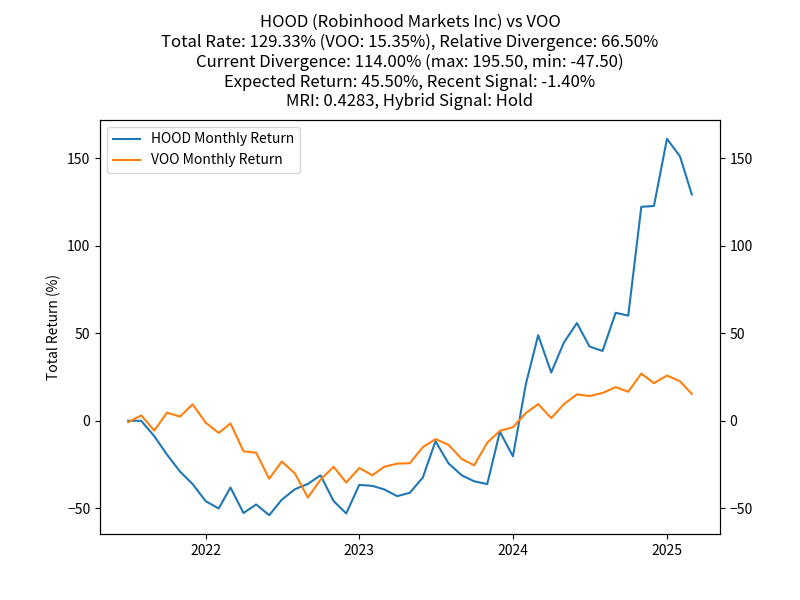 HOOD (Robinhood Markets Inc) vs VOO
Total Rate: 129.33% (VOO: 15.35%), Relative Divergence: 66.50%
Current Divergence: 114.00% (max: 195.50, min: -47.50)
Expected Return: 45.50%, Recent Signal: -1.40%
MRI: 0.4283, Hybrid Signal: Hold
HOOD Monthly Return
VOO Monthly Return
Total Return (%)
150
100
50
0
−50
150
100
50
0
−50
2022
2023
2024
2025